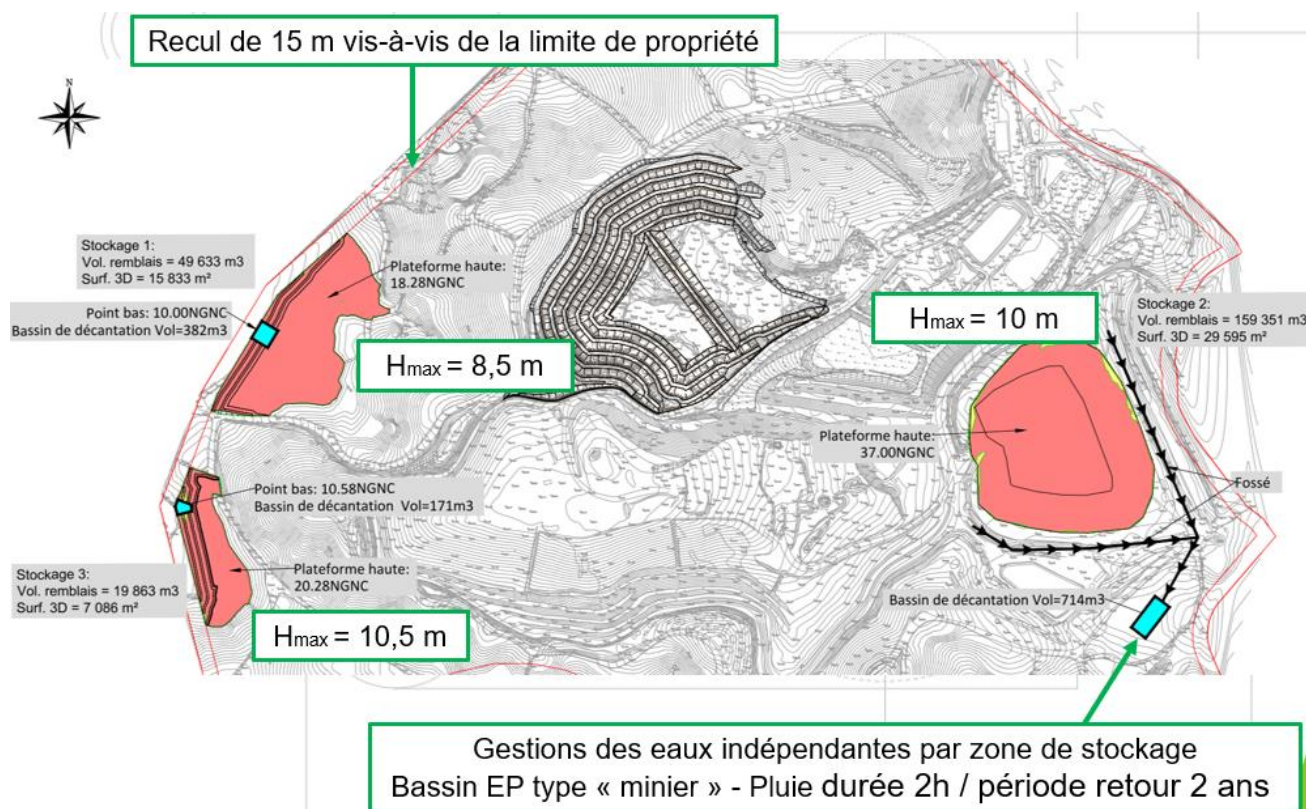 Recul de 15 m vis-à-vis de la limite de propriété
N
Stockage 1:
Vol. remblais = 49 633 m3
Surf. 3D = 15 833 m²
Plateforme haute:
18.28NGNC
Point bas: 10.00NGNC
Bassin de décantation Vol=382m3
Hmax = 8,5 m
Hmax = 10 m
Stockage 2:
Vol. remblais = 159 351 m3
Surf. 3D = 29 595 m²
Plateforme haute:
37.00NGNC
Fossé
Point bas: 10.58NGNC
Bassin de décantation Vol=171m3
Stockage 3:
Vol. remblais = 19 863 m3
Surf. 3D = 7 086 m²
Plateforme haute:
20.28NGNC
Bassin de décantation Vol=714m3
Hmax = 10,5 m
Gestions des eaux indépendantes par zone de stockage
Bassin EP type « minier » - Pluie durée 2h / période retour 2 ans